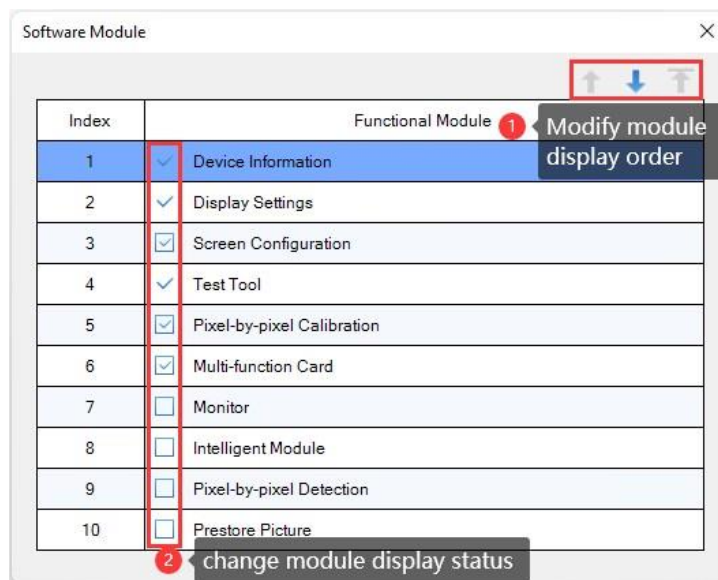 Software Module
Index Functional Module
1 Modify module
display order
1 Device Information
2 Display Settings
3 Screen Configuration
4 Test Tool
5 Pixel-by-pixel Calibration
6 Multi-function Card
7 Monitor
8 Intelligent Module
9 Pixel-by-pixel Detection
10 Prestore Picture
2 change module display status